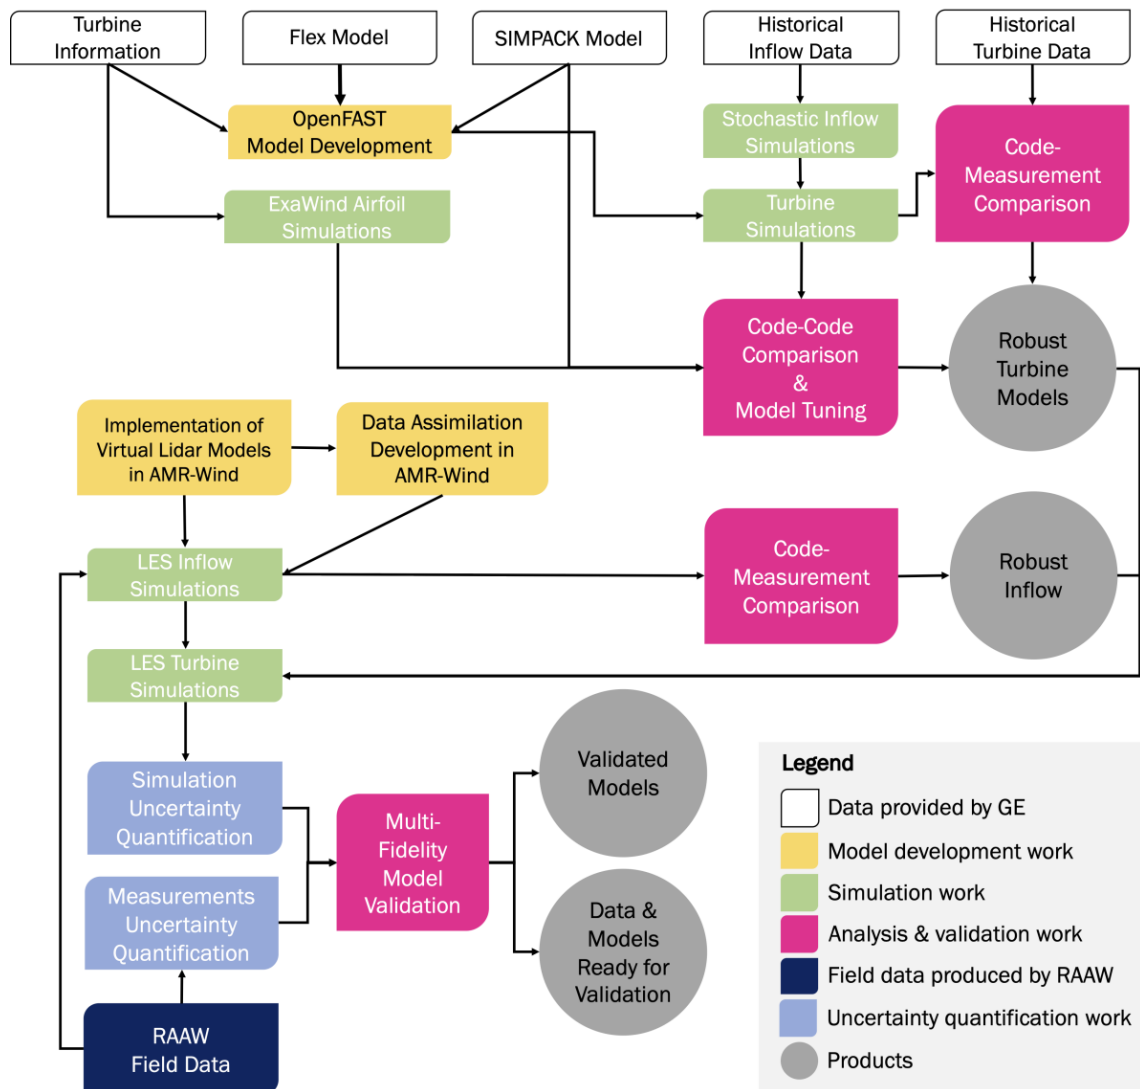 Turbine
Information
Flex Model
SIMPACK Model
Historical
Inflow Data
Historical
Turbine Data
OpenFAST
Model Development
Stochastic Inflow
Simulations
Code-
Measurement
Comparison
ExaWind Airfoil
Simulations
Turbine
Simulations
Code-Code
Comparison
&
Model Tuning
Robust
Turbine
Models
Implementation of
Virtual Lidar Models
in AMR-Wind
Data Assimilation
Development in
AMR-Wind
LES Inflow
Simulations
Code-
Measurement
Comparison
Robust
Inflow
LES Turbine
Simulations
Simulation
Uncertainty
Quantification
Measurements
Uncertainty
Quantification
Multi-
Fidelity
Model
Validation
Validated
Models
Data &
Models
Ready for
Validation
RAAW
Field Data
Legend
Data provided by GE
Model development work
Simulation work
Analysis & validation work
Field data produced by RAAW
Uncertainty quantification work
Products